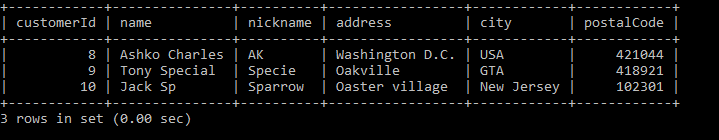 +------------+---------------+----------+-----------------+------------+------------+
| customerId | name          | nickname | address         | city       | postalCode |
+------------+---------------+----------+-----------------+------------+------------+
|          8 | Ashko Charles | AK       | Washington D.C. | USA        |     421044 |
|          9 | Tony Special  | Specie   | Oakville        | GTA        |     418921 |
|         10 | Jack Sp       | Sparrow  | Oaster village  | New Jersey |     102301 |
+------------+---------------+----------+-----------------+------------+------------+
3 rows in set (0.00 sec)